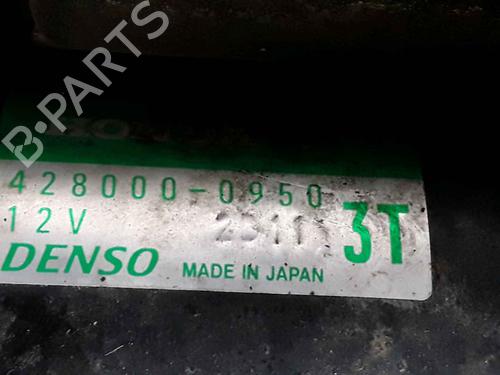 B-PARTS
428000-0950
12V
3T
DENSO
MADE IN JAPAN